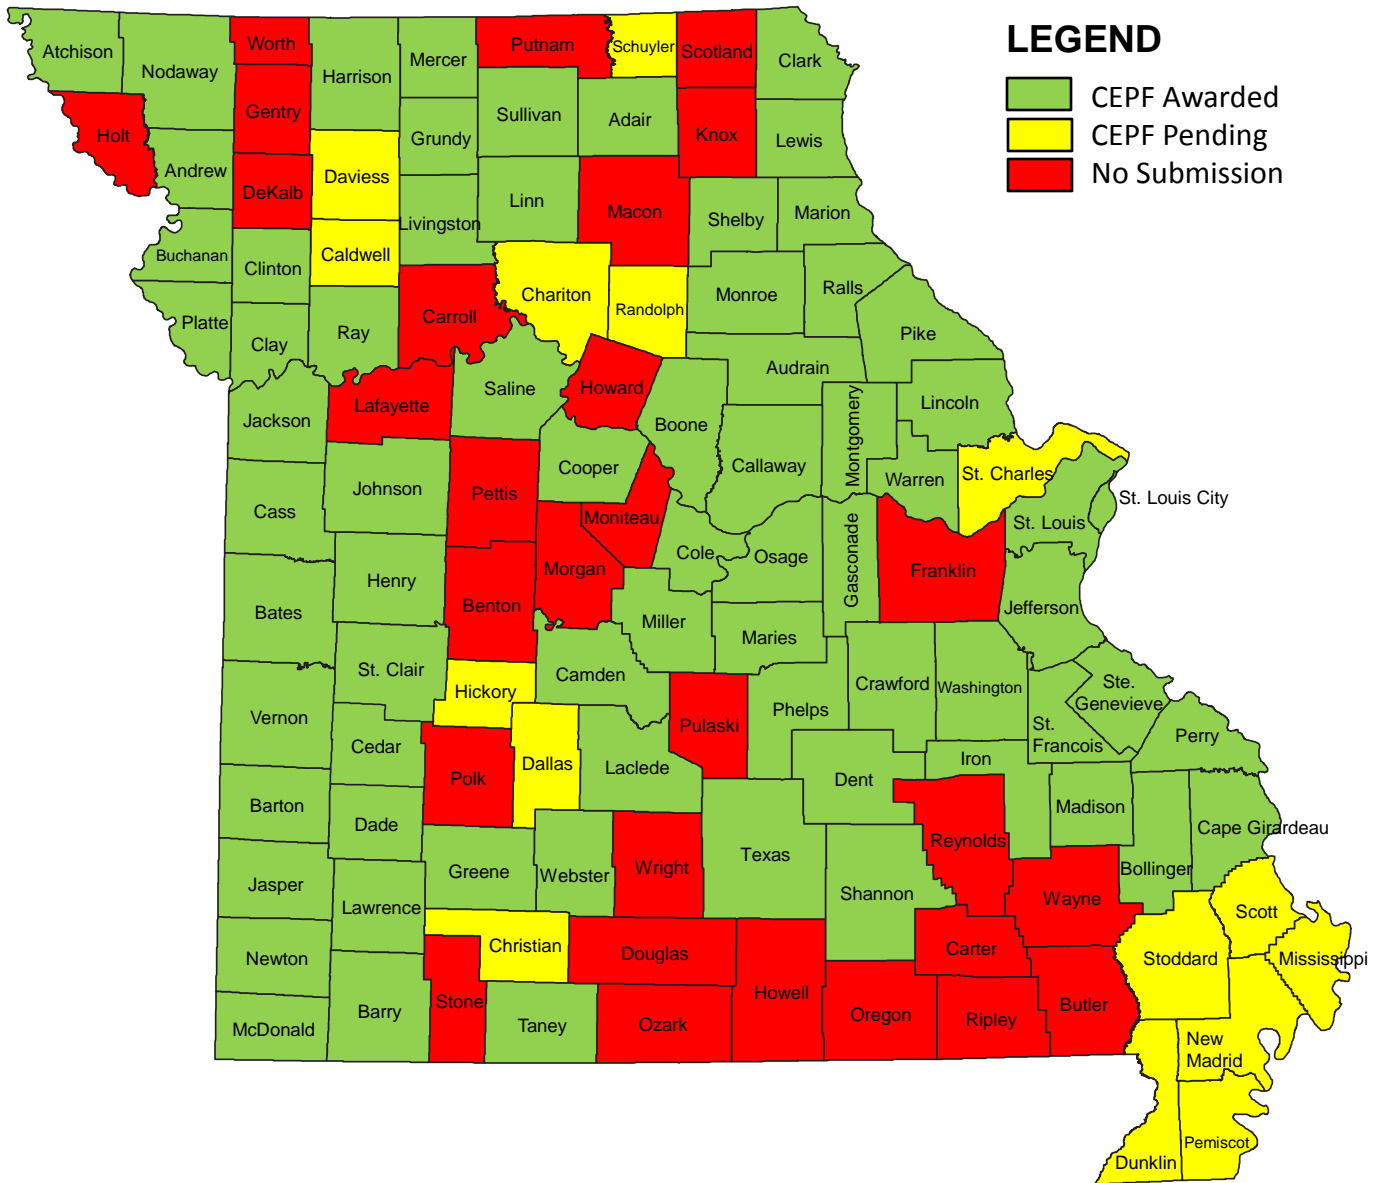 LEGEND
CEPF Awarded
CEPF Pending
No Submission
Atchison
Nodaway
Worth
Harrison
Mercer
Putnam
Schuyler
Scotland
Clark
Holt
Gentry
Grundy
Sullivan
Adair
Knox
Lewis
Andrew
DeKalb
Daviess
Livingston
Linn
Macon
Shelby
Marion
Buchanan
Clinton
Caldwell
Carroll
Chariton
Randolph
Monroe
Ralls
Pike
Platte
Clay
Ray
Audrain
Jackson
Lafayette
Saline
Howard
Boone
Callaway
Montgomery
Lincoln
Cass
Johnson
Pettis
Cooper
Moniteau
Cole
Osage
Gasconade
Warren
St. Charles
St. Louis City
St. Louis
Bates
Henry
Benton
Morgan
Miller
Maries
Franklin
Jefferson
Vernon
St. Clair
Hickory
Camden
Pulaski
Phelps
Crawford
Washington
St.
Francois
Ste.
Genevieve
Perry
Cedar
Polk
Dallas
Laclede
Dent
Iron
Madison
Barton
Dade
Greene
Webster
Wright
Texas
Shannon
Reynolds
Wayne
Bollinger
Cape Girardeau
Jasper
Lawrence
Christian
Douglas
Howell
Carter
Butler
Stoddard
Scott
Mississippi
Newton
McDonald
Barry
Stone
Taney
Ozark
Oregon
Ripley
New
Madrid
Dunklin
Pemiscot